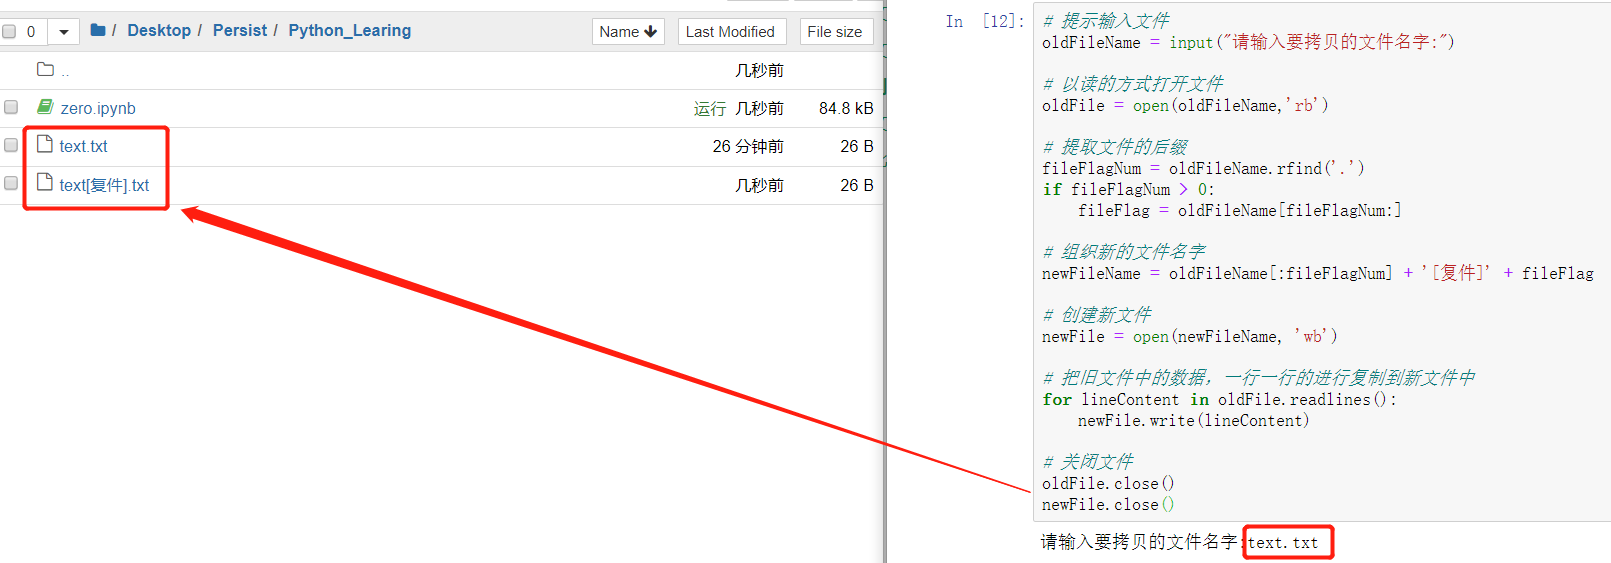 0 / Desktop / Persist / Python_Learing Name Last Modified File size
.. 几秒前
zero.ipynb 运行 几秒前 84.8 kB
text.txt 26 分钟前 26 B
text[复件].txt 几秒前 26 B
In [12]:
# 提示输入文件
oldFileName = input("请输入要拷贝的文件名字:")
# 以读的方式打开文件
oldFile = open(oldFileName,'rb')
# 提取文件的后缀
fileFlagNum = oldFileName.rfind('.')
if fileFlagNum > 0:
    fileFlag = oldFileName[fileFlagNum:]
# 组织新的文件名字
newFileName = oldFileName[:fileFlagNum] + '[复件]' + fileFlag
# 创建新文件
newFile = open(newFileName, 'wb')
# 把旧文件中的数据，一行一行的进行复制到新文件中
for lineContent in oldFile.readlines():
    newFile.write(lineContent)
# 关闭文件
oldFile.close()
newFile.close()
请输入要拷贝的文件名字:text.txt